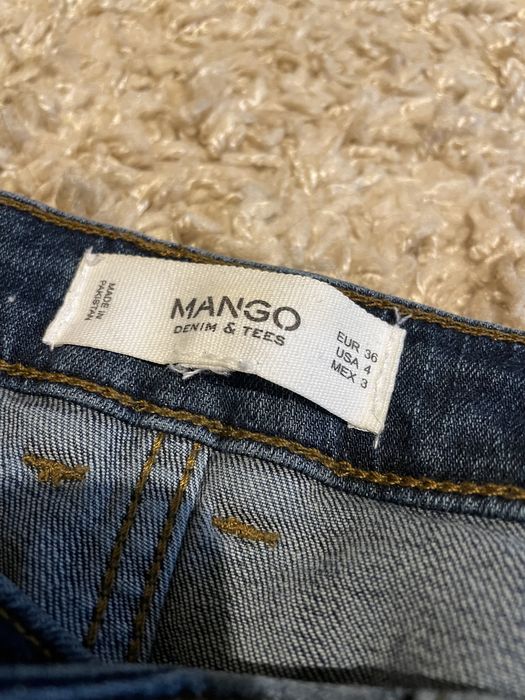 MADE IN
PAKISTAN
MANGO
DENIM & TEES
EUR 36
USA 4
MEX 3